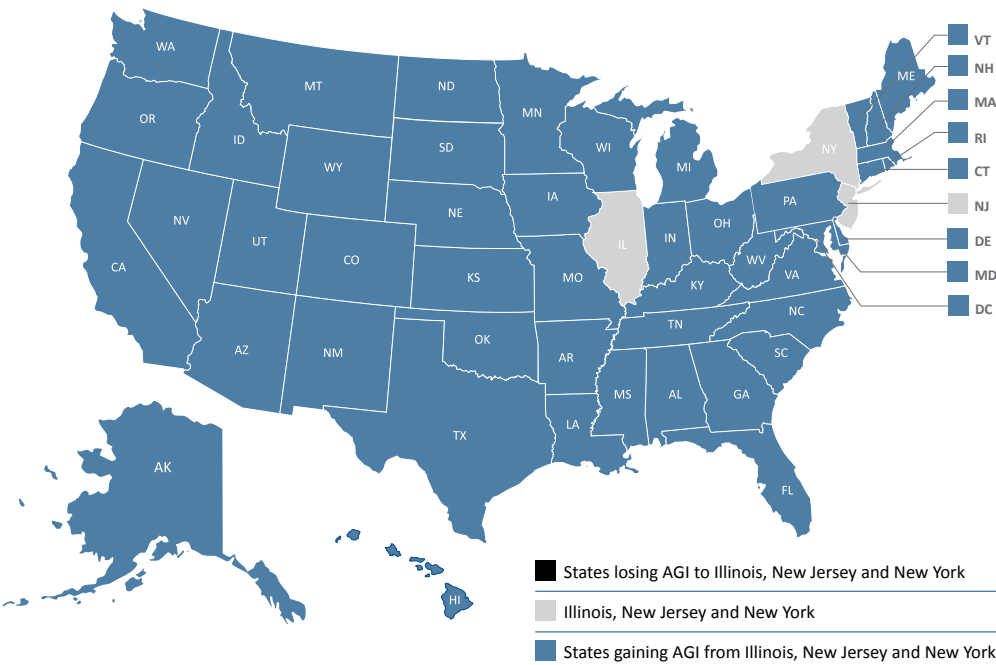 WA
MT
ND
MN
ME
VT
NH
MA
RI
CT
NJ
DE
MD
DC
OR
ID
WY
SD
WI
MI
NY
PA
NV
UT
CO
NE
IA
IL
IN
OH
WV
VA
CA
KS
MO
KY
NC
AZ
NM
OK
AR
TN
SC
TX
LA
MS
AL
GA
FL
AK
HI
States losing AGI to Illinois, New Jersey and New York
Illinois, New Jersey and New York
States gaining AGI from Illinois, New Jersey and New York